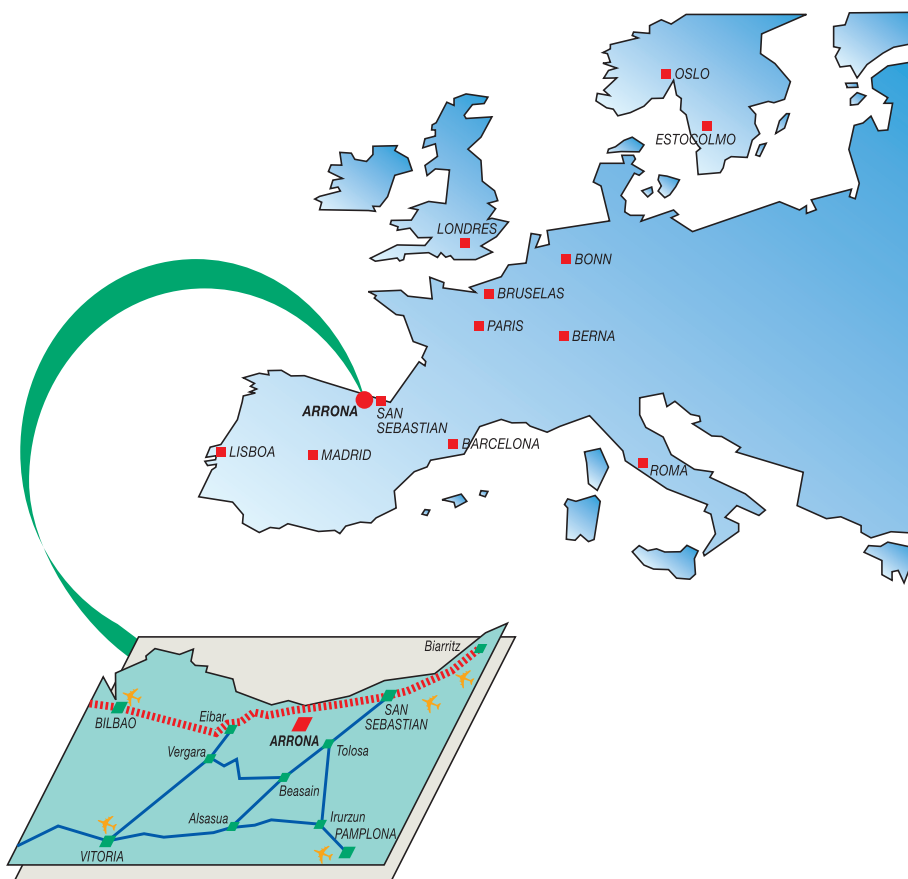 OSLO
ESTOCOLMO
LONDRES
BONN
BRUSELAS
PARIS
BERNA
ARRONA
SAN
SEBASTIAN
LISBOA
MADRID
BARCELONA
ROMA
Biarritz
BILBAO
Eibar
SAN
SEBASTIAN
ARRONA
Vergara
Tolosa
Beasain
Alsasua
Irurzun
PAMPLONA
VITORIA